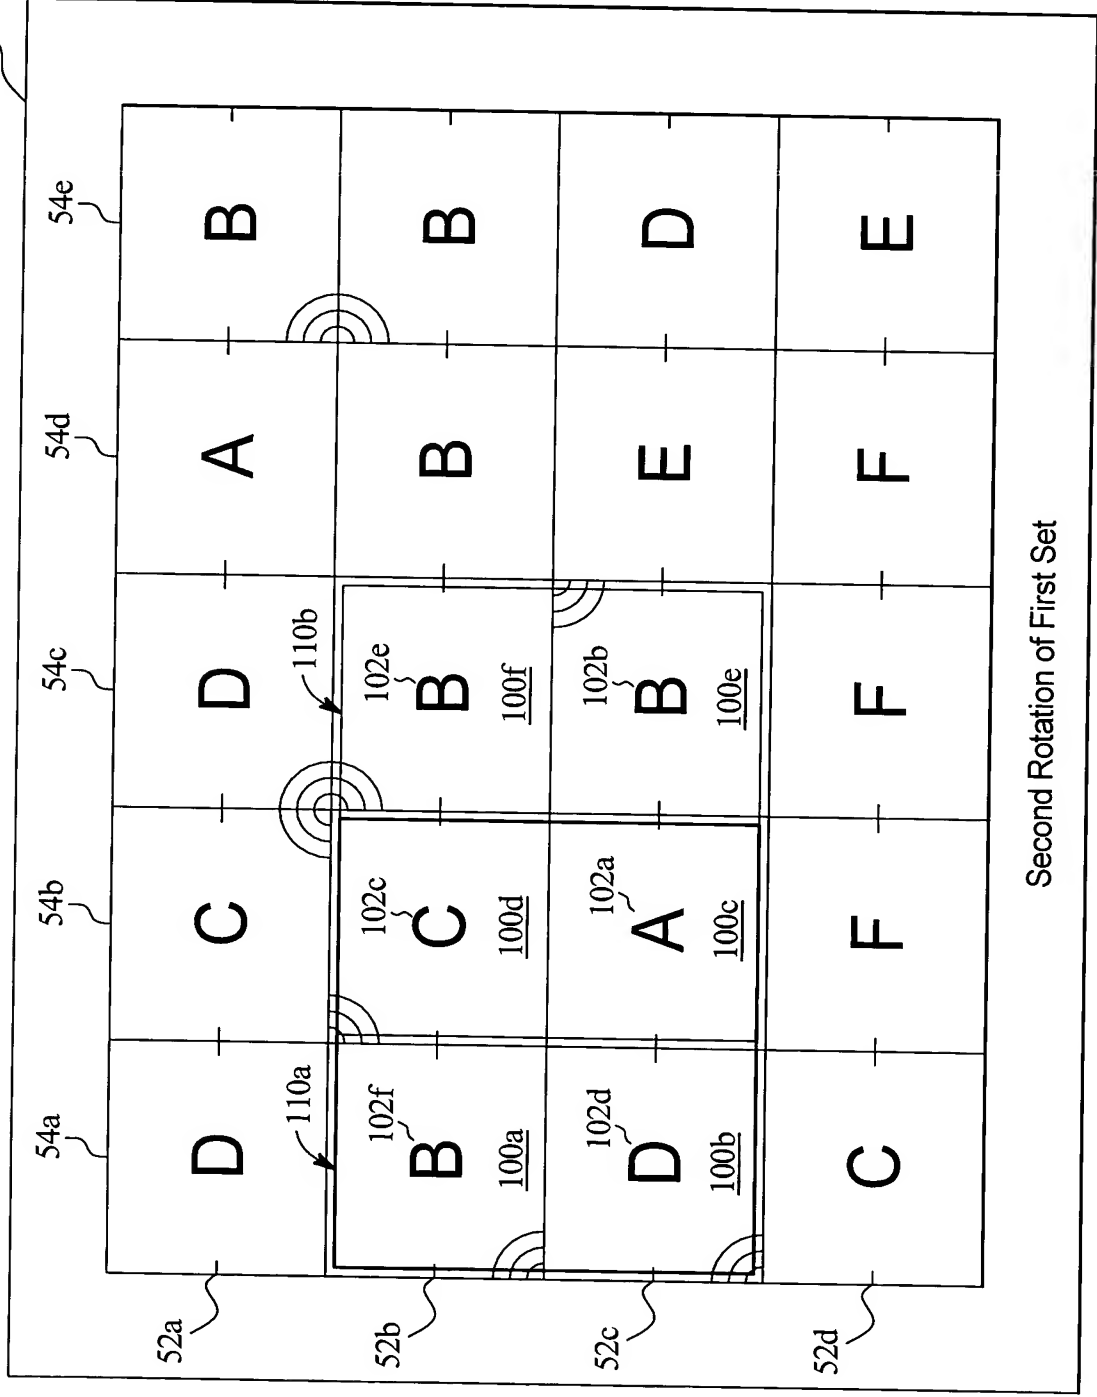 54a 54b 54c 54d 54e
52a D C D A B
110a 110b
102f 102c 102e
52b B C B B B
100a 100d 100f
102d 102a 102b
52c D A B E D
100b 100c 100e
52d C F F F E
Second Rotation of First Set